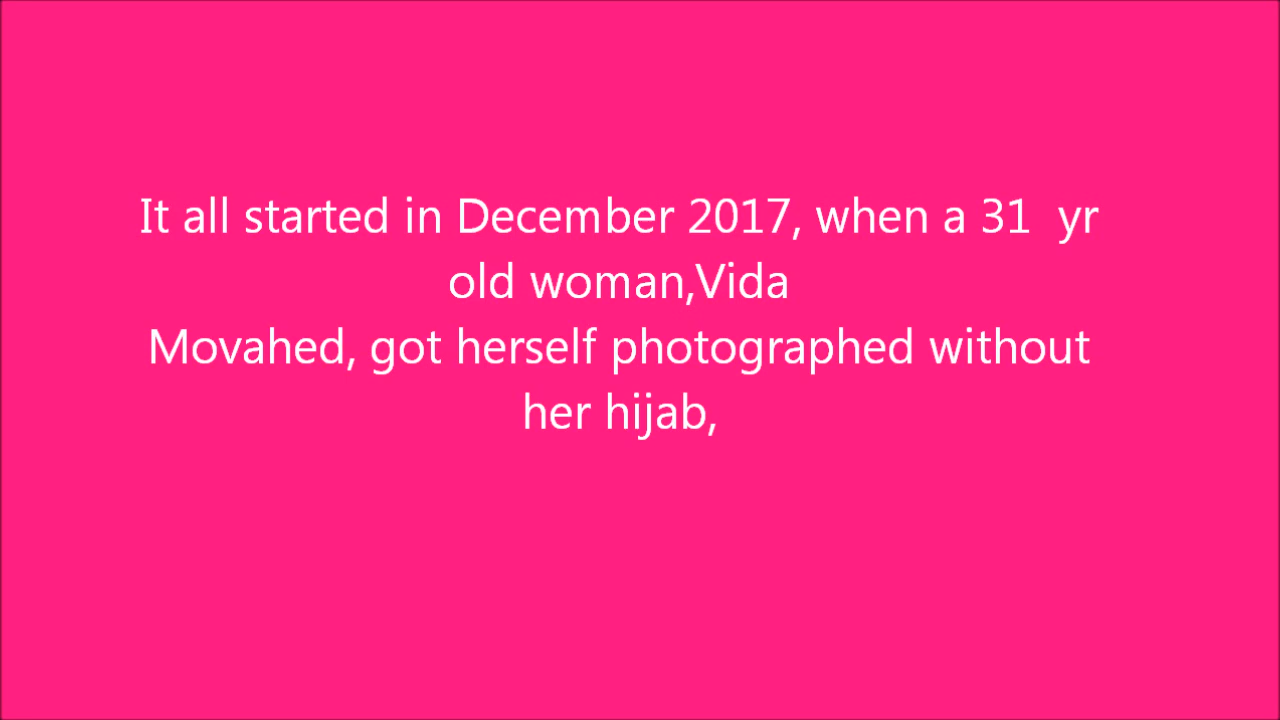 It all started in December 2017, when a 31  yr
old woman,Vida
Movahed, got herself photographed without
her hijab,